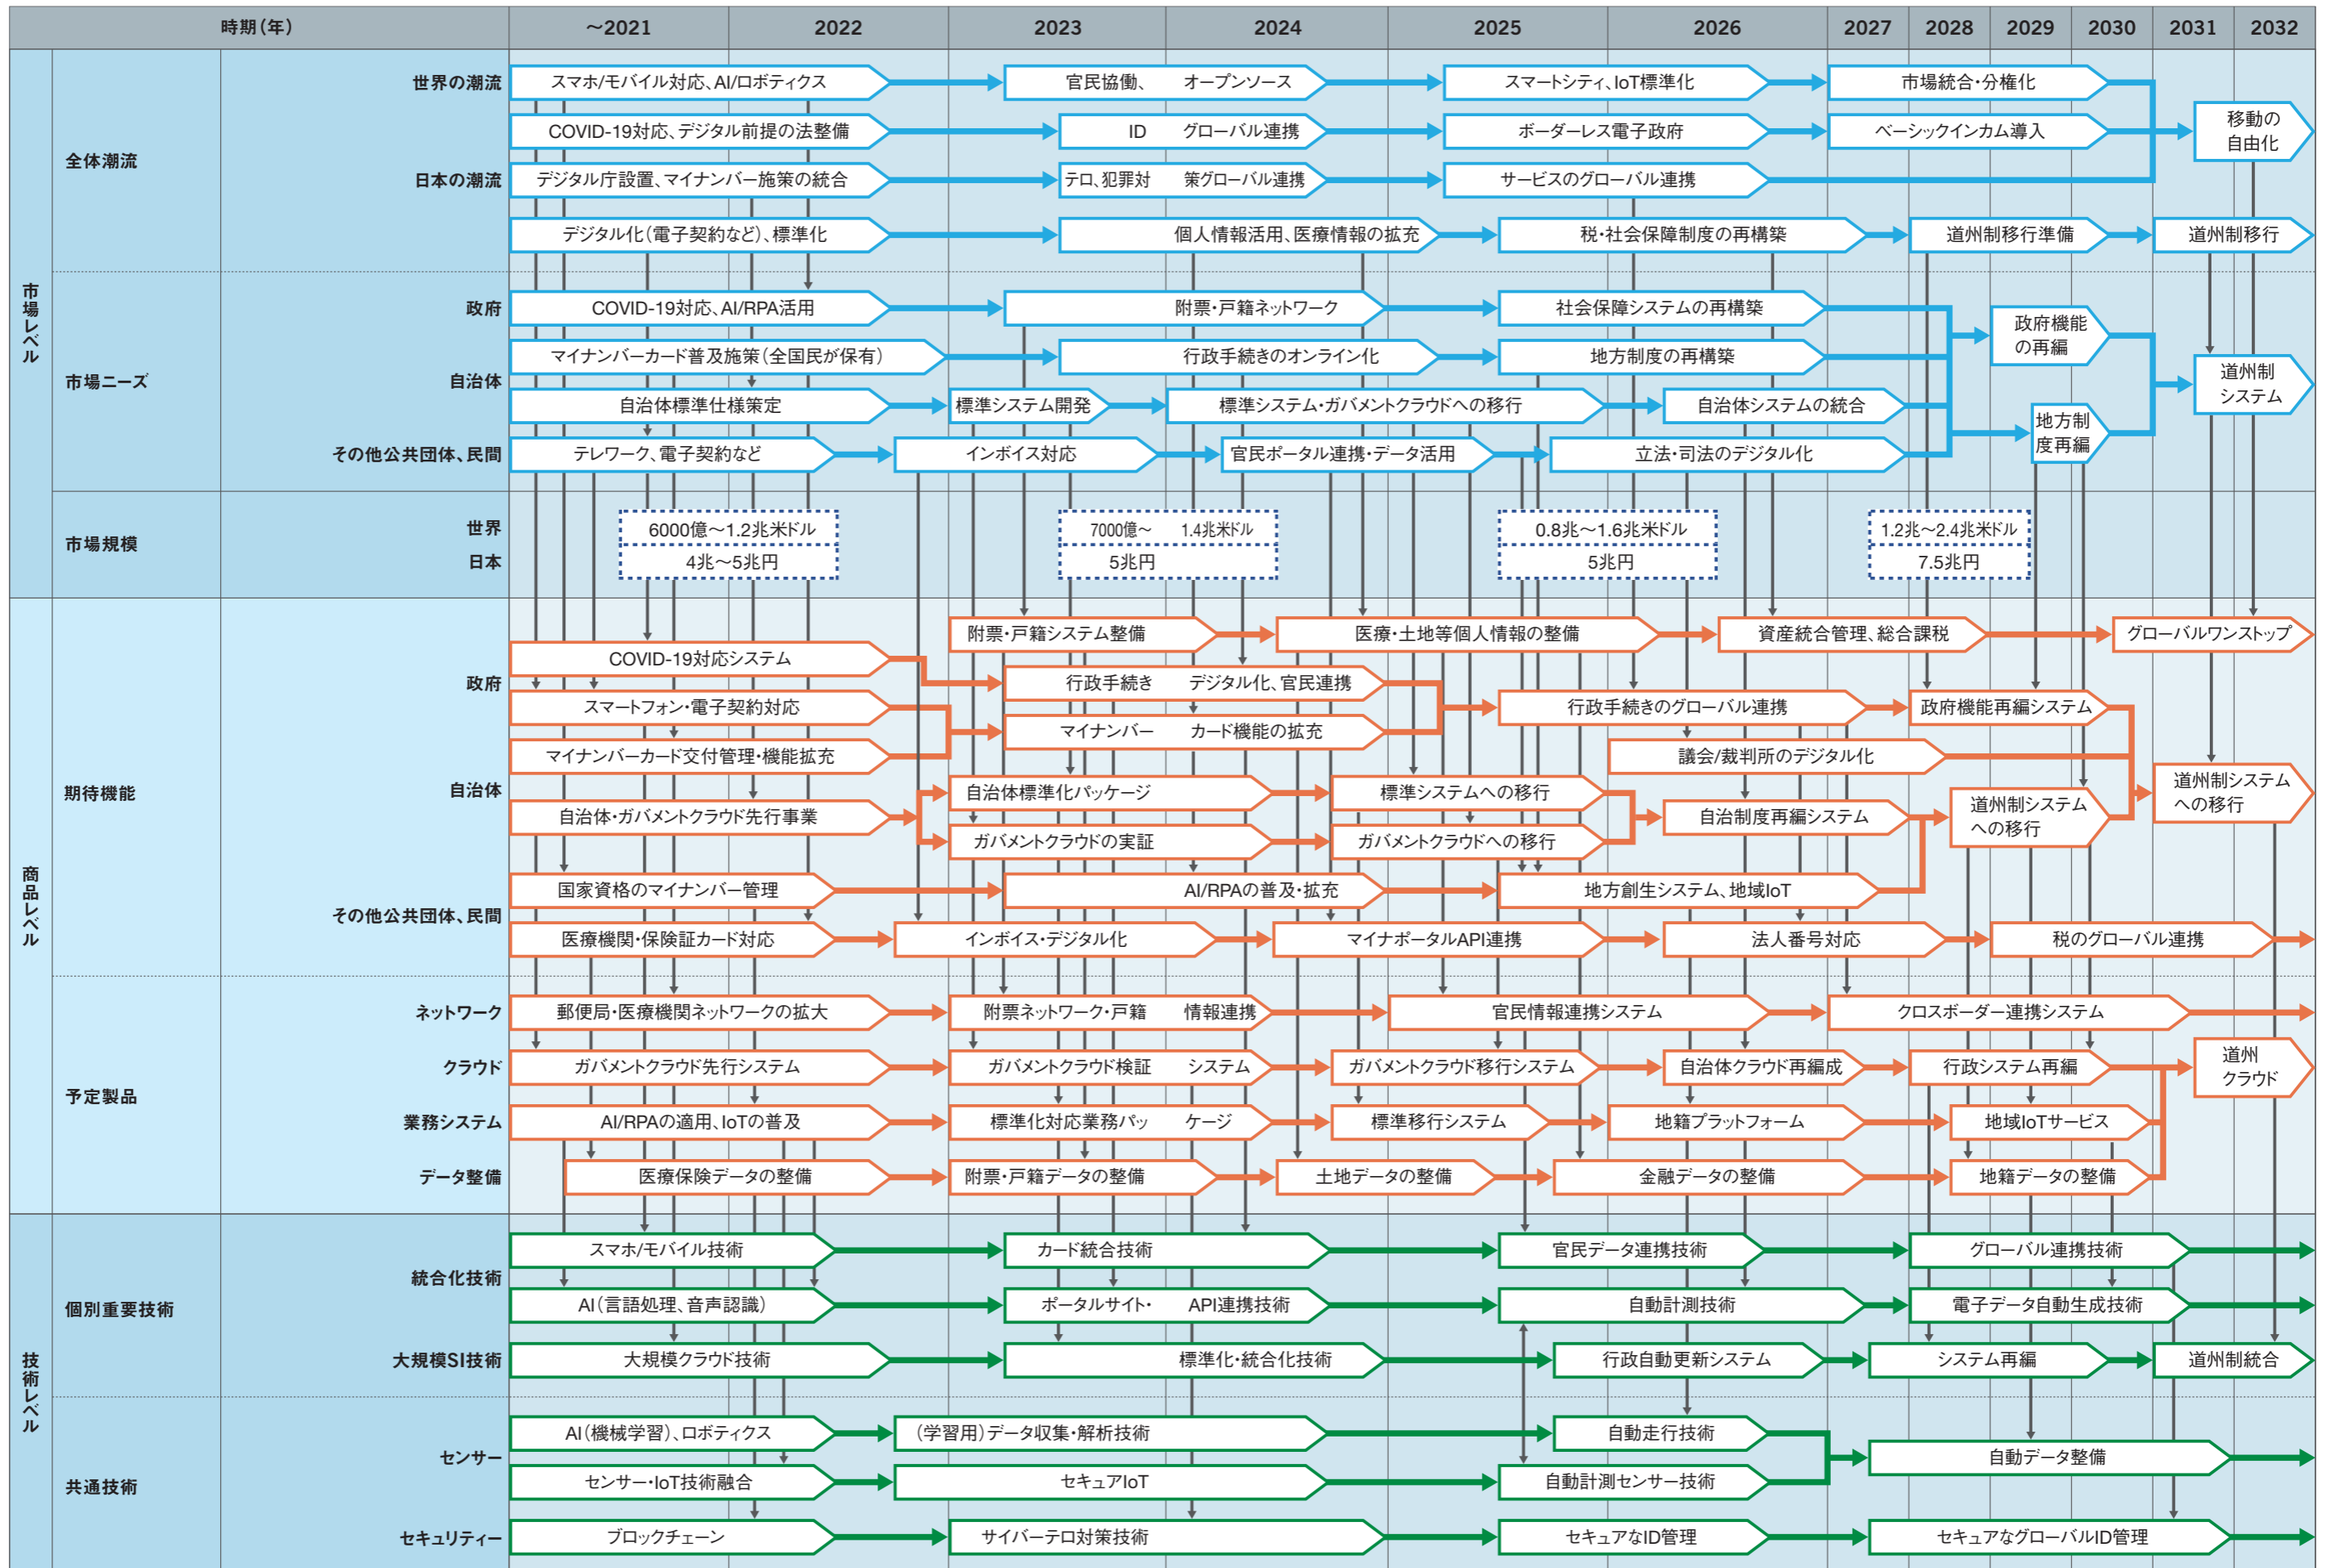 時期（年）
～2021
2022
2023
2024
2025
2026
2027
2028
2029
2030
2031
2032
市場レベル
全体潮流
世界の潮流
スマホ/モバイル対応、AI/ロボティクス
官民協働、 オープンソース
スマートシティ、IoT標準化
市場統合・分権化
COVID-19対応、デジタル前提の法整備
ID グローバル連携
ボーダーレス電子政府
ベーシックインカム導入
移動の
自由化
日本の潮流
デジタル庁設置、マイナンバー施策の統合
テロ、犯罪対 策グローバル連携
サービスのグローバル連携
デジタル化（電子契約など）、標準化
個人情報活用、医療情報の拡充
税・社会保障制度の再構築
道州制移行準備
道州制移行
市場ニーズ
政府
COVID-19対応、AI/RPA活用
附票・戸籍ネットワーク
社会保障システムの再構築
政府機能
の再編
自治体
マイナンバーカード普及施策（全国民が保有）
行政手続きのオンライン化
地方制度の再構築
道州制
システム
自治体標準仕様策定
標準システム開発
標準システム・ガバメントクラウドへの移行
自治体システムの統合
地方制
度再編
その他公共団体、民間
テレワーク、電子契約など
インボイス対応
官民ポータル連携・データ活用
立法・司法のデジタル化
市場規模
世界
6000億～1.2兆米ドル
7000億～ 1.4兆米ドル
0.8兆～1.6兆米ドル
1.2兆～2.4兆米ドル
日本
4兆～5兆円
5兆円
5兆円
7.5兆円
商品レベル
期待機能
政府
附票・戸籍システム整備
医療・土地等個人情報の整備
資産統合管理、総合課税
グローバルワンストップ
COVID-19対応システム
行政手続き デジタル化、官民連携
スマートフォン・電子契約対応
マイナンバー カード機能の拡充
行政手続きのグローバル連携
政府機能再編システム
マイナンバーカード交付管理・機能拡充
議会/裁判所のデジタル化
自治体
自治体標準化パッケージ
標準システムへの移行
道州制システム
への移行
自治体・ガバメントクラウド先行事業
自治制度再編システム
道州制システム
への移行
ガバメントクラウドの実証
ガバメントクラウドへの移行
その他公共団体、民間
国家資格のマイナンバー管理
AI/RPAの普及・拡充
地方創生システム、地域IoT
医療機関・保険証カード対応
インボイス・デジタル化
マイナポータルAPI連携
法人番号対応
税のグローバル連携
予定製品
ネットワーク
郵便局・医療機関ネットワークの拡大
附票ネットワーク・戸籍 情報連携
官民情報連携システム
クロスボーダー連携システム
クラウド
ガバメントクラウド先行システム
ガバメントクラウド検証 システム
ガバメントクラウド移行システム
自治体クラウド再編成
行政システム再編
道州
クラウド
業務システム
AI/RPAの適用、IoTの普及
標準化対応業務パッ ケージ
標準移行システム
地籍プラットフォーム
地域IoTサービス
データ整備
医療保険データの整備
附票・戸籍データの整備
土地データの整備
金融データの整備
地籍データの整備
技術レベル
個別重要技術
統合化技術
スマホ/モバイル技術
カード統合技術
官民データ連携技術
グローバル連携技術
AI（言語処理、音声認識）
ポータルサイト・ API連携技術
自動計測技術
電子データ自動生成技術
大規模SI技術
大規模クラウド技術
標準化・統合化技術
行政自動更新システム
システム再編
道州制統合
共通技術
センサー
AI（機械学習）、ロボティクス
（学習用）データ収集・解析技術
自動走行技術
自動データ整備
センサー・IoT技術融合
セキュアIoT
自動計測センサー技術
セキュリティー
ブロックチェーン
サイバーテロ対策技術
セキュアなID管理
セキュアなグローバルID管理